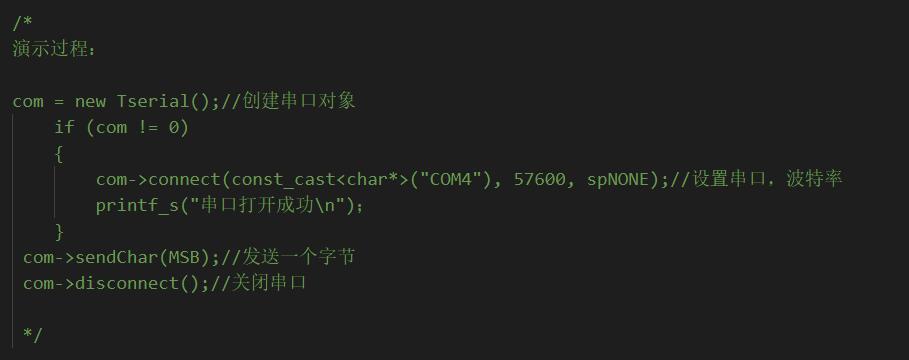 /*
演示过程：
com = new Tserial();//创建串口对象
if (com != 0)
{
com->connect(const_cast<char*>("COM4"), 57600, spNONE);//设置串口，波特率
printf_s("串口打开成功\n");
}
com->sendChar(MSB);//发送一个字节
com->disconnect();//关闭串口
*/